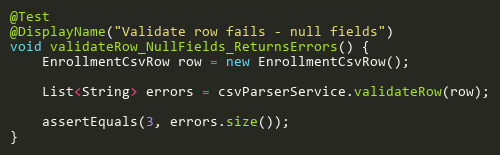 @Test
@DisplayName("Validate row fails - null fields")
void validateRow_NullFields_ReturnsErrors() {
    EnrollmentCsvRow row = new EnrollmentCsvRow();

    List<String> errors = csvParserService.validateRow(row);

    assertEquals(3, errors.size());
}